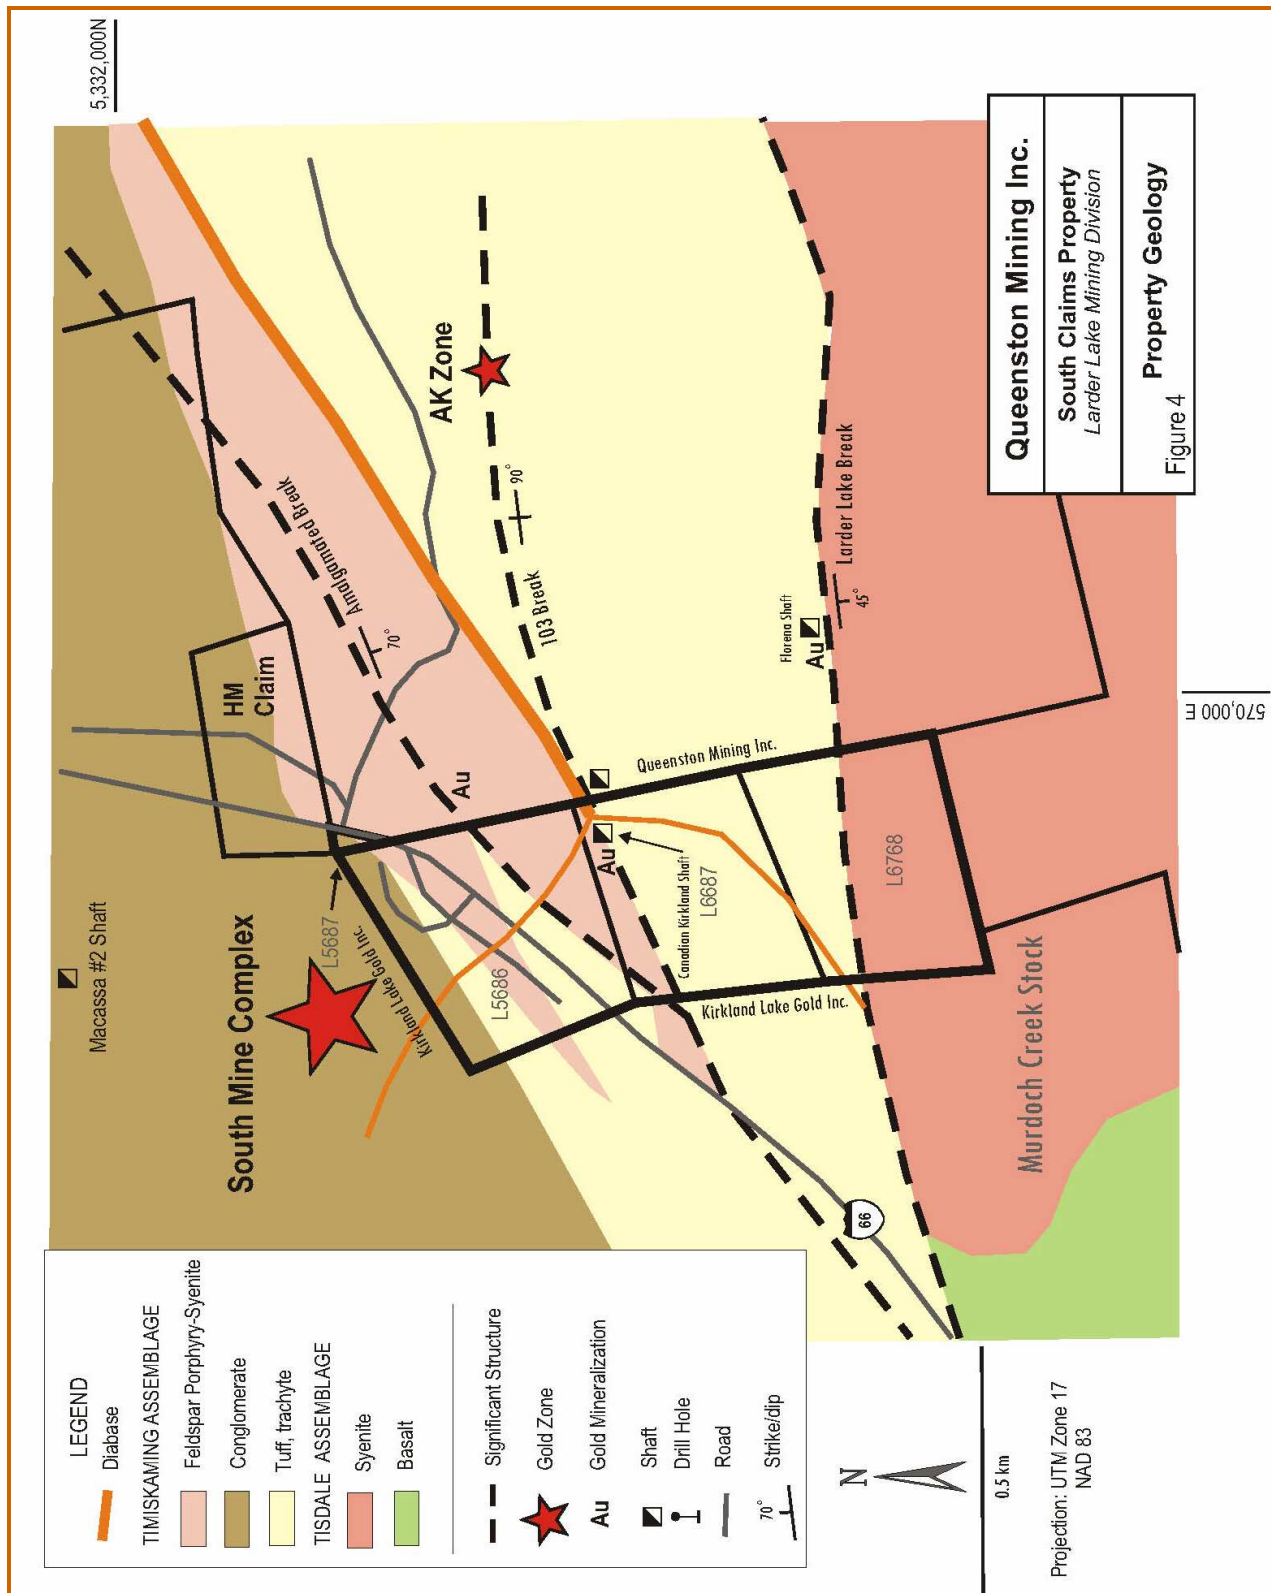 5,332,000N
Macassa #2 Shaft
South Mine Complex
HM
Claim
L5687
Kirkland Lake Gold Inc.
L5686
Amalgamated Break
70°
Au
AK Zone
90°
103 Break
Queenston Mining Inc.
Au
Canadian Kirkland Shaft
L6687
Kirkland Lake Gold Inc.
Florena Shaft
Au
45°
Larder Lake Break
L6768
Murdoch Creek Stock
66
570,000 E
LEGEND
Diabase
TIMISKAMING ASSEMBLAGE
Feldspar Porphyry-Syenite
Conglomerate
Tuff, trachyte
TISDALE ASSEMBLAGE
Syenite
Basalt
Significant Structure
Gold Zone
Au
Gold Mineralization
Shaft
Drill Hole
Road
70°
Strike/dip
N
0.5 km
Projection: UTM Zone 17
NAD 83
Queenston Mining Inc.
South Claims Property
Larder Lake Mining Division
Property Geology
Figure 4